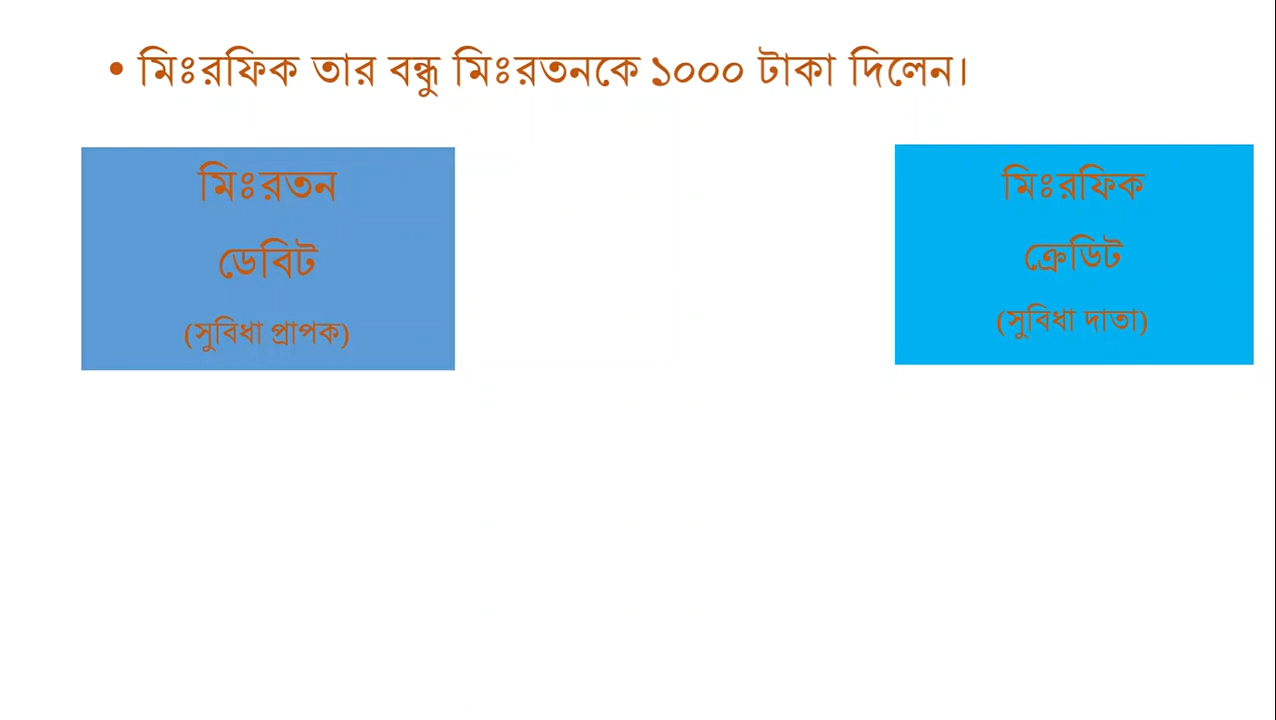 • মিঃরফিক তার বন্ধু মিঃরতনকে ১০০০ টাকা দিলেন।
মিঃরতন
ডেবিট
(সুবিধা প্রাপক)
মিঃরফিক
ক্রেডিট
(সুবিধা দাতা)